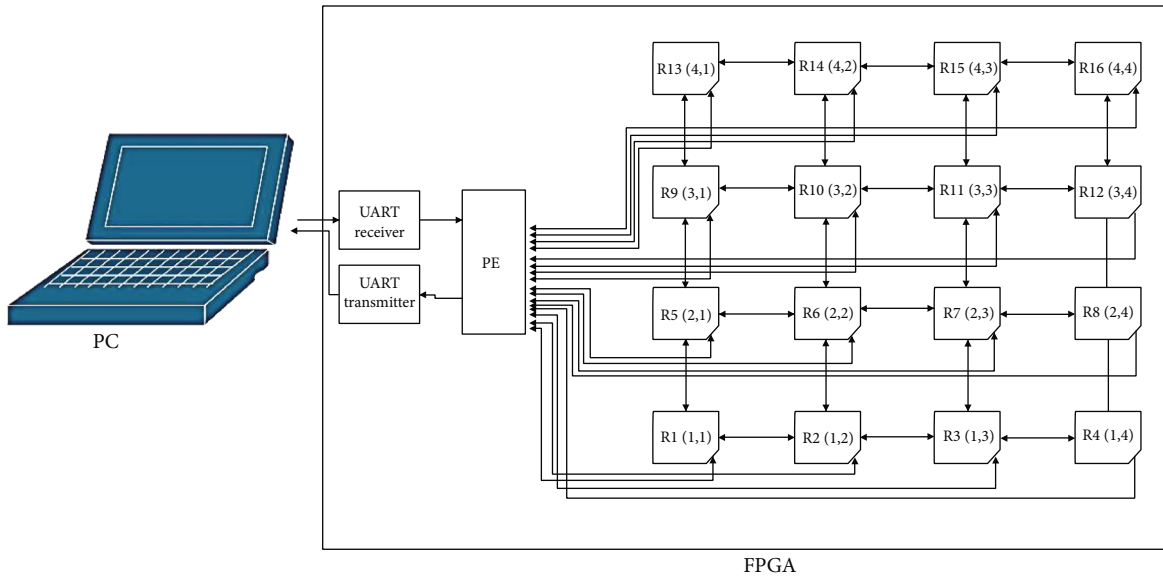 R13 (4,1)
R14 (4,2)
R15 (4,3)
R16 (4,4)
R9 (3,1)
R10 (3,2)
R11 (3,3)
R12 (3,4)
UART
receiver
PE
UART
transmitter
R5 (2,1)
R6 (2,2)
R7 (2,3)
R8 (2,4)
PC
R1 (1,1)
R2 (1,2)
R3 (1,3)
R4 (1,4)
FPGA